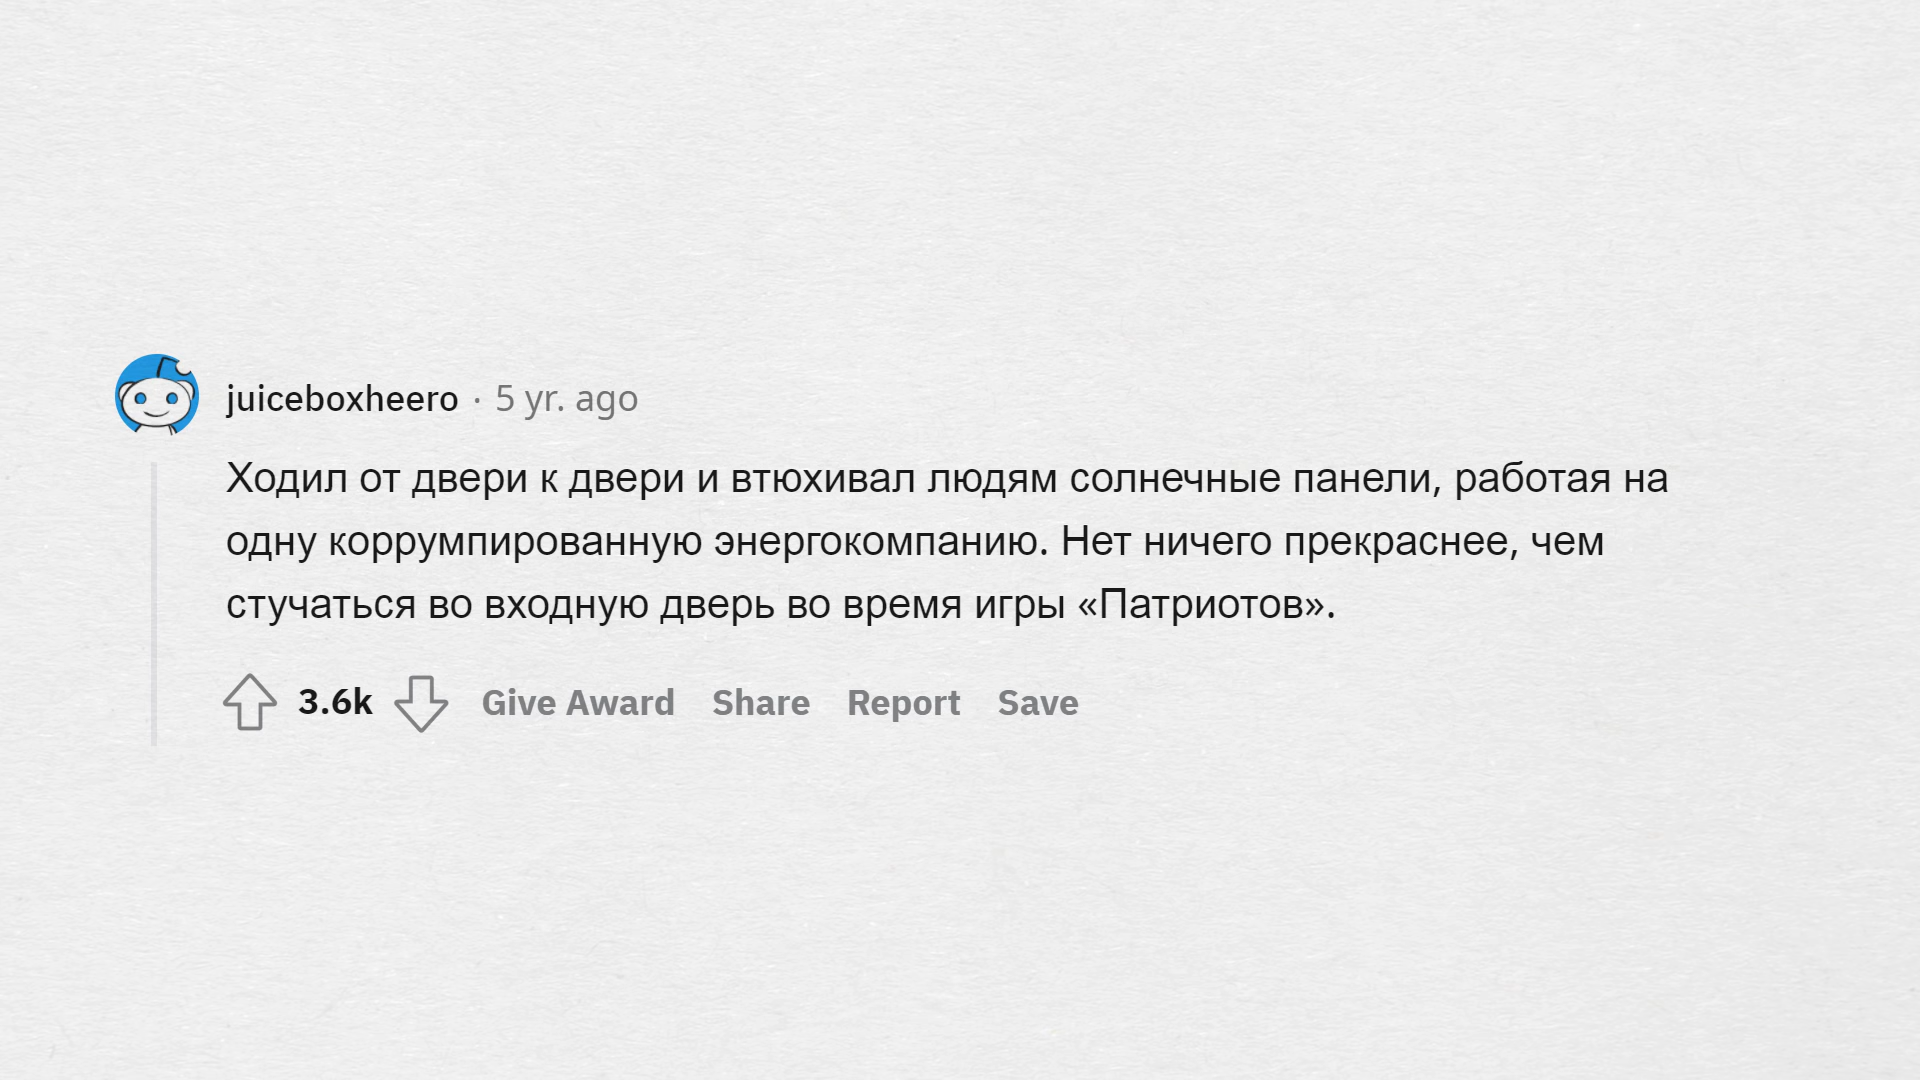 juiceboxheero · 5 yr. ago
Ходил от двери к двери и втюхивал людям солнечные панели, работая на
одну коррумпированную энергокомпанию. Нет ничего прекраснее, чем
стучаться во входную дверь во время игры «Патриотов».
3.6k Give Award Share Report Save